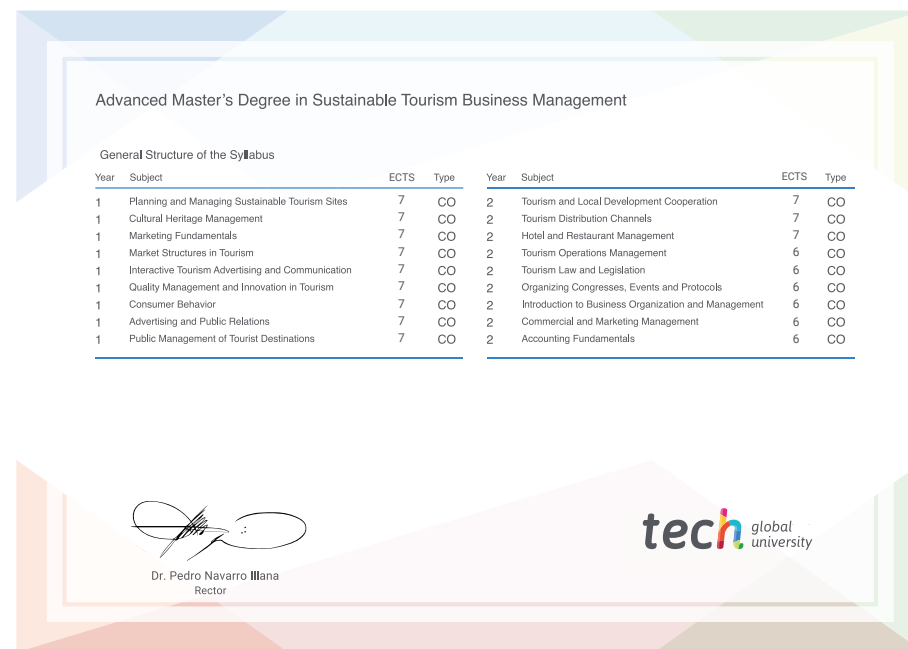 Advanced Master's Degree in Sustainable Tourism Business Management
General Structure of the Syllabus
Year Subject ECTS Type
1 Planning and Managing Sustainable Tourism Sites 7 CO
1 Cultural Heritage Management 7 CO
1 Marketing Fundamentals 7 CO
1 Market Structures in Tourism 7 CO
1 Interactive Tourism Advertising and Communication 7 CO
1 Quality Management and Innovation in Tourism 7 CO
1 Consumer Behavior 7 CO
1 Advertising and Public Relations 7 CO
1 Public Management of Tourist Destinations 7 CO
Year Subject ECTS Type
2 Tourism and Local Development Cooperation 7 CO
2 Tourism Distribution Channels 7 CO
2 Hotel and Restaurant Management 7 CO
2 Tourism Operations Management 6 CO
2 Tourism Law and Legislation 6 CO
2 Organizing Congresses, Events and Protocols 6 CO
2 Introduction to Business Organization and Management 6 CO
2 Commercial and Marketing Management 6 CO
2 Accounting Fundamentals 6 CO
Dr. Pedro Navarro Illana
Rector
tech global
university